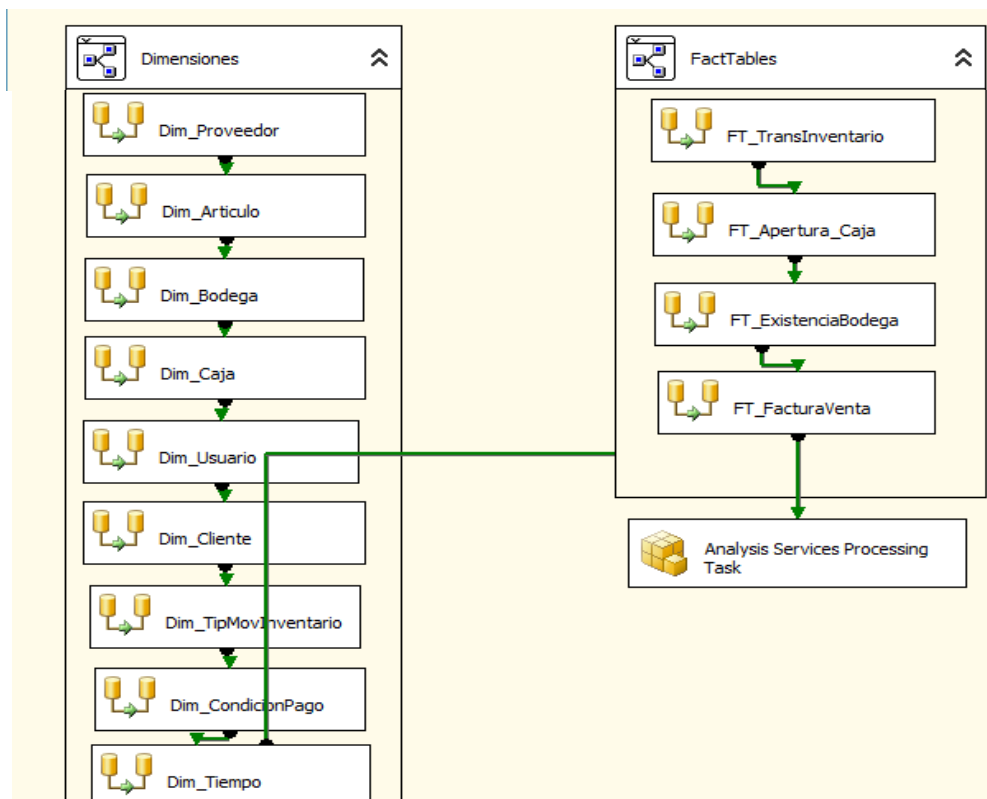 Dimensiones
Dim_Proveedor
Dim_Articulo
Dim_Bodega
Dim_Caja
Dim_Usuario
Dim_Cliente
Dim_TipMovInventario
Dim_CondicionPago
Dim_Tiempo
FactTables
FT_TransInventario
FT_Apertura_Caja
FT_ExistenciaBodega
FT_FacturaVenta
Analysis Services Processing
Task